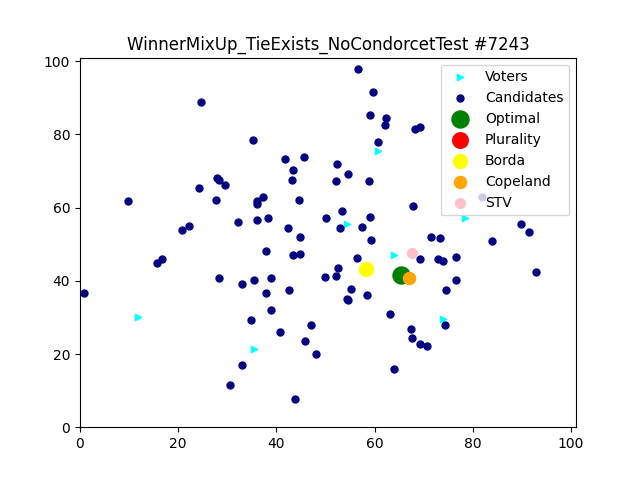 WinnerMixUp_TieExists_NoCondorcetTest #7243
100
80
60
40
20
0
0 20 40 60 80 100
Voters
Candidates
Optimal
Plurality
Borda
Copeland
STV